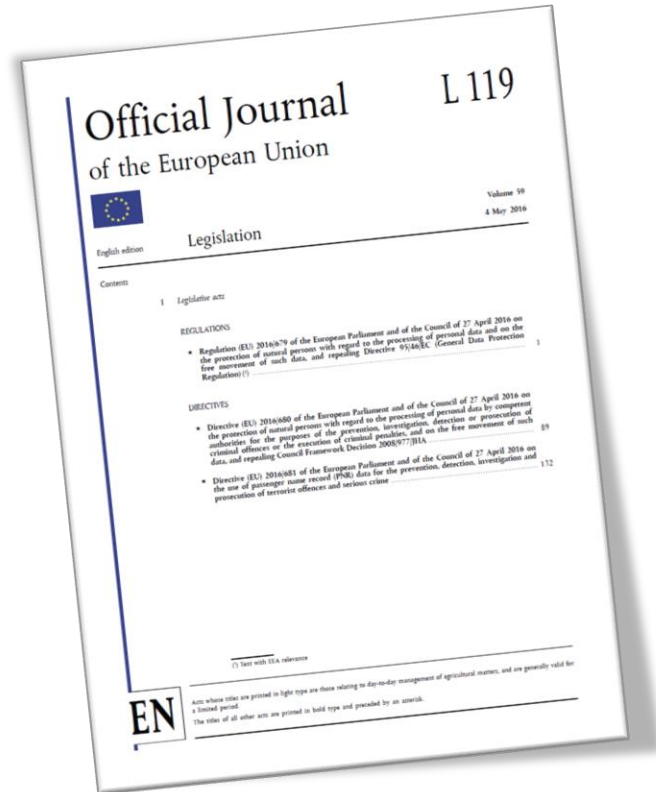 Official Journal
L 119
of the European Union
Volume 59
4 May 2016
English edition
Legislation
Contents
I Legislative acts
REGULATIONS
* Regulation (EU) 2016/679 of the European Parliament and of the Council of 27 April 2016 on
the protection of natural persons with regard to the processing of personal data and on the
free movement of such data, and repealing Directive 95/46/EC (General Data Protection
Regulation) (¹) 1
DIRECTIVES
* Directive (EU) 2016/680 of the European Parliament and of the Council of 27 April 2016 on
the protection of natural persons with regard to the processing of personal data by competent
authorities for the purposes of the prevention, investigation, detection or prosecution of
criminal offences or the execution of criminal penalties, and on the free movement of such
data, and repealing Council Framework Decision 2008/977/JHA 89
* Directive (EU) 2016/681 of the European Parliament and of the Council of 27 April 2016 on
the use of passenger name record (PNR) data for the prevention, detection, investigation and
prosecution of terrorist offences and serious crime 132
(¹) Text with EEA relevance
EN
Acts whose titles are printed in light type are those relating to day-to-day management of agricultural matters, and are generally valid for
a limited period.
The titles of all other acts are printed in bold type and preceded by an asterisk.